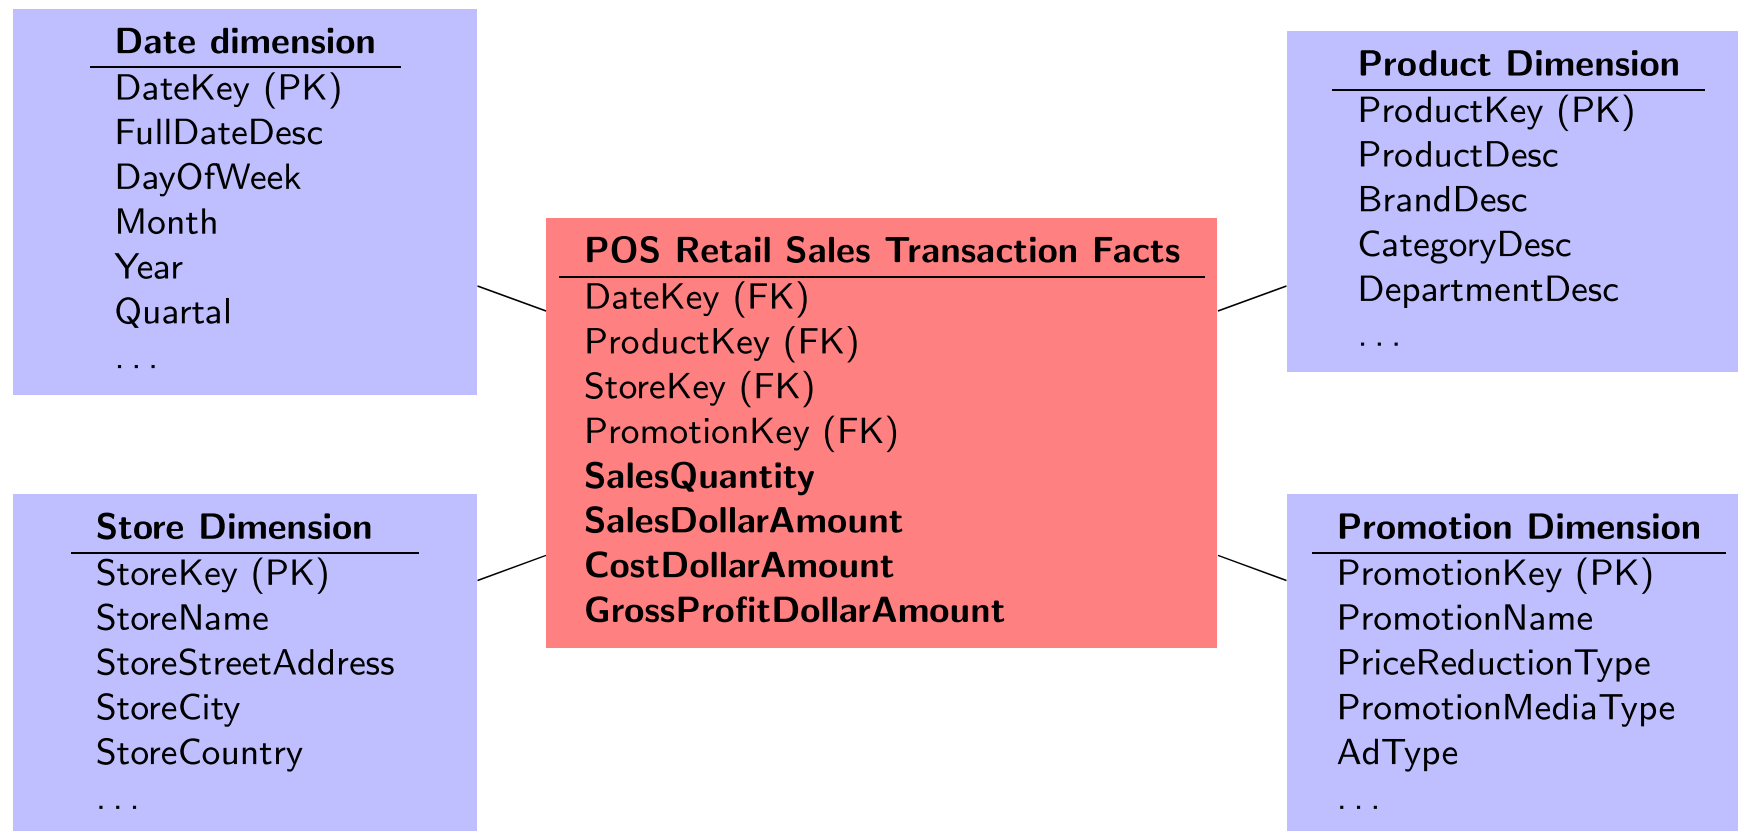 Date dimension
DateKey (PK)
FullDateDesc
DayOfWeek
Month
Year
Quartal
...
Product Dimension
ProductKey (PK)
ProductDesc
BrandDesc
CategoryDesc
DepartmentDesc
...
POS Retail Sales Transaction Facts
DateKey (FK)
ProductKey (FK)
StoreKey (FK)
PromotionKey (FK)
SalesQuantity
SalesDollarAmount
CostDollarAmount
GrossProfitDollarAmount
Store Dimension
StoreKey (PK)
StoreName
StoreStreetAddress
StoreCity
StoreCountry
...
Promotion Dimension
PromotionKey (PK)
PromotionName
PriceReductionType
PromotionMediaType
AdType
...